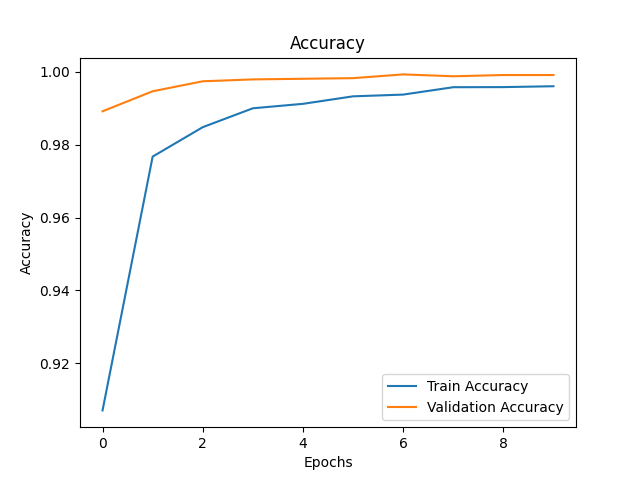 Accuracy
1.00
0.98
0.96
0.94
0.92
Accuracy
Train Accuracy
Validation Accuracy
0 2 4 6 8
Epochs